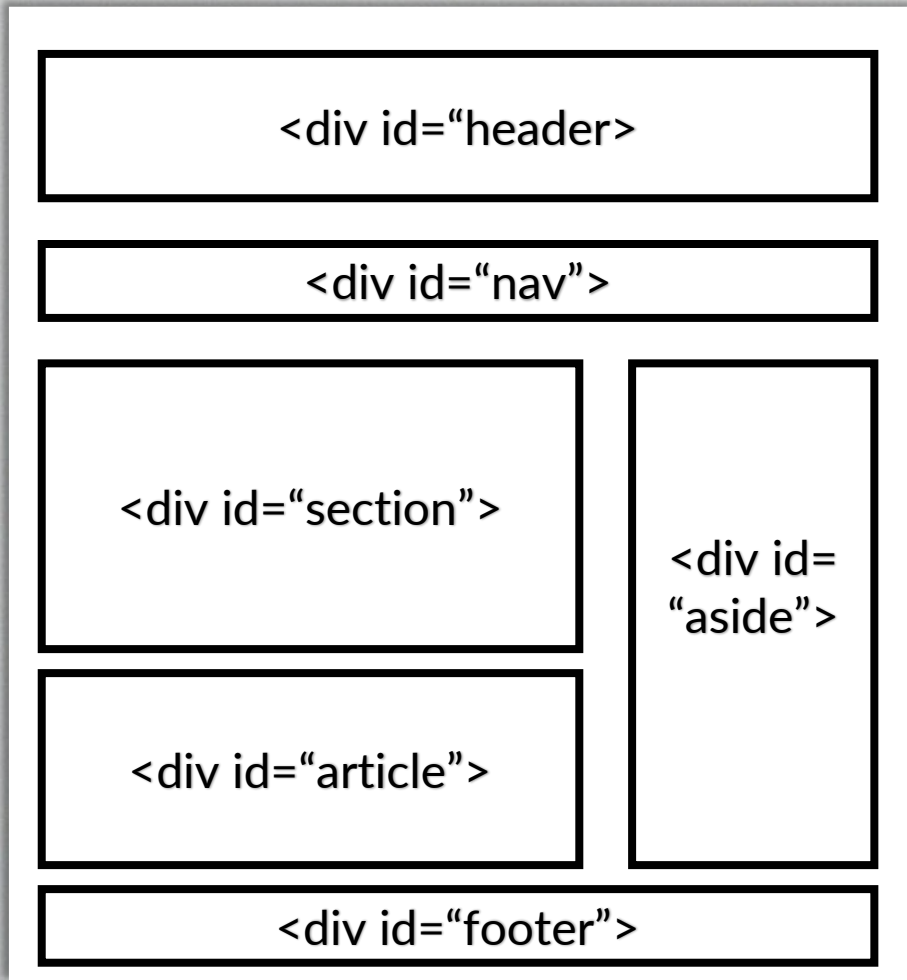 <div id=“header>
<div id=“nav”>
<div id=“section”>
<div id=
“aside”>
<div id=“article”>
<div id=“footer”>